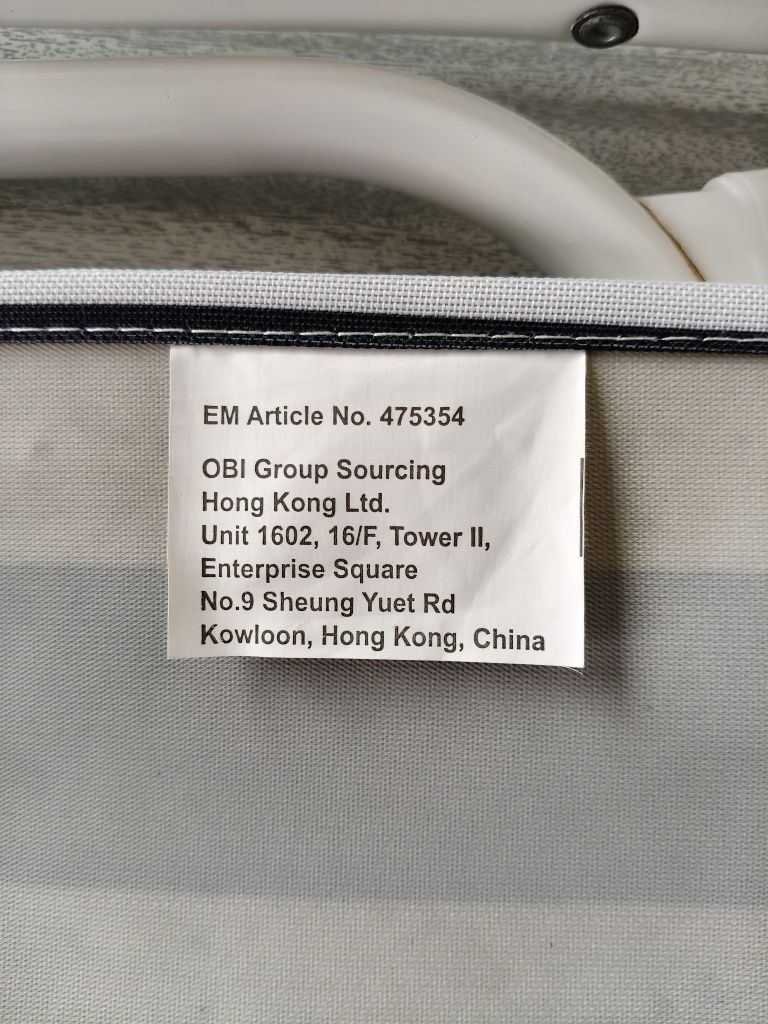 EM Article No. 475354
OBI Group Sourcing
Hong Kong Ltd.
Unit 1602, 16/F, Tower II,
Enterprise Square
No.9 Sheung Yuet Rd
Kowloon, Hong Kong, China